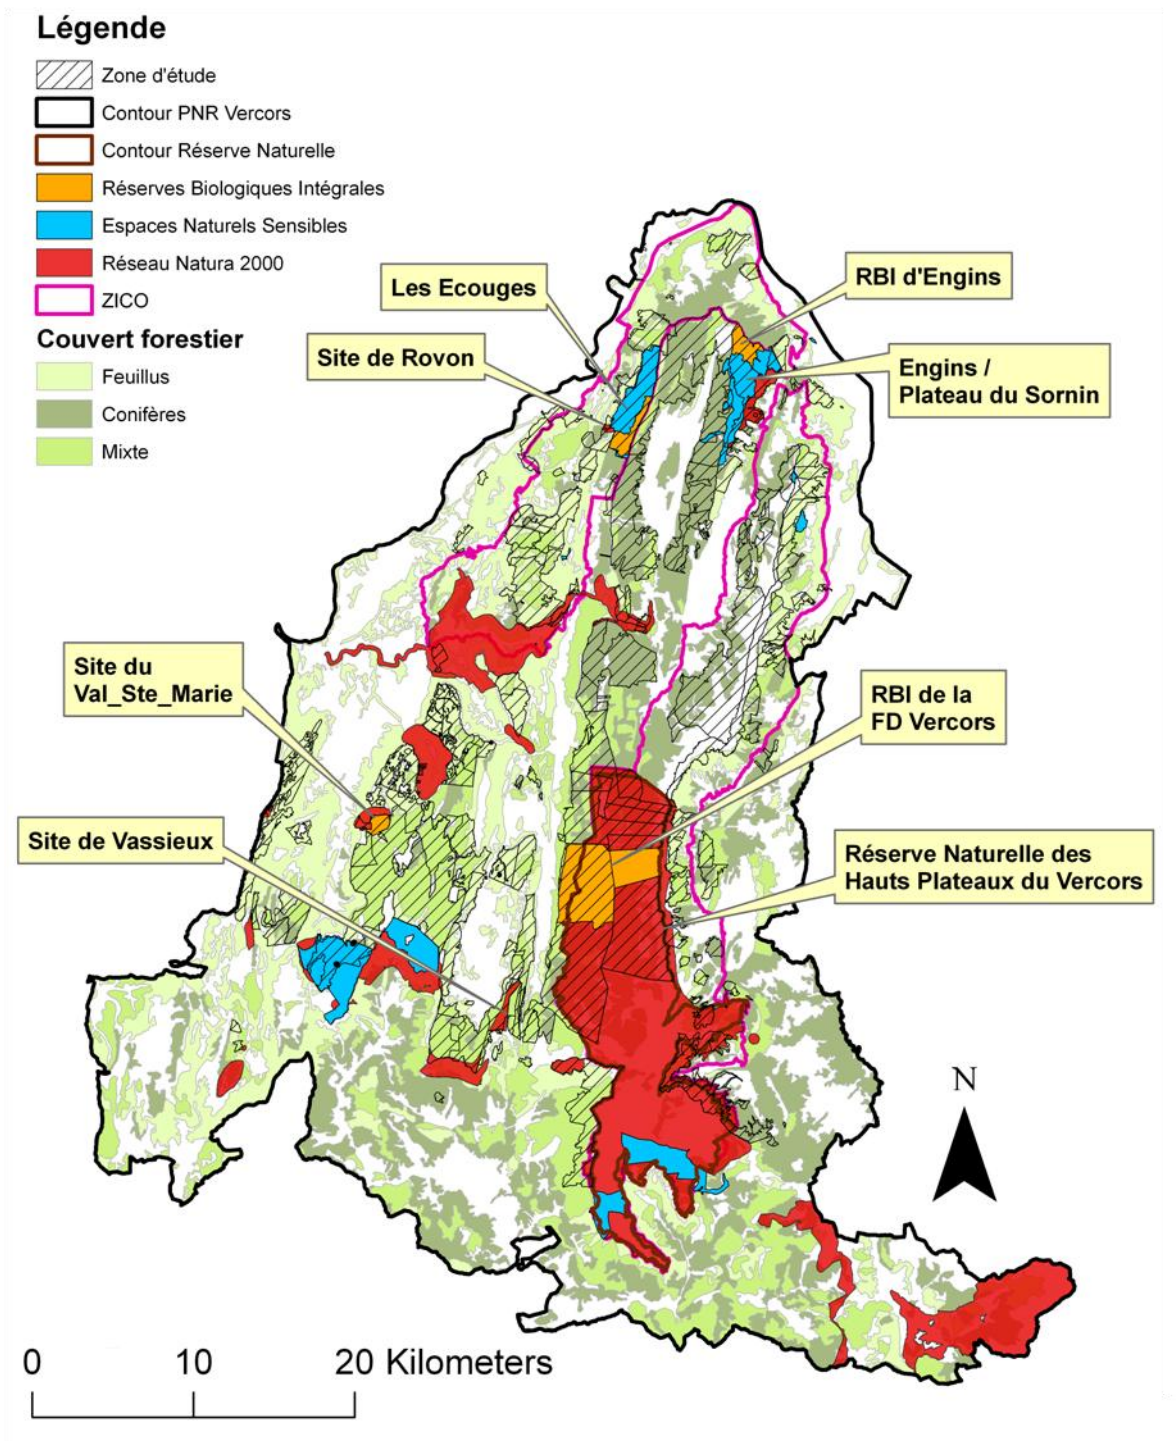 Légende
Zone d'étude
Contour PNR Vercors
Contour Réserve Naturelle
Réserves Biologiques Intégrales
Espaces Naturels Sensibles
Réseau Natura 2000
ZICO
Couvert forestier
Feuillus
Conifères
Mixte
Les Ecouges
RBI d'Engins
Site de Rovon
Engins /
Plateau du Sornin
Site du
Val_Ste_Marie
RBI de la
FD Vercors
Site de Vassieux
Réserve Naturelle des
Hauts Plateaux du Vercors
N
0 10 20 Kilometers